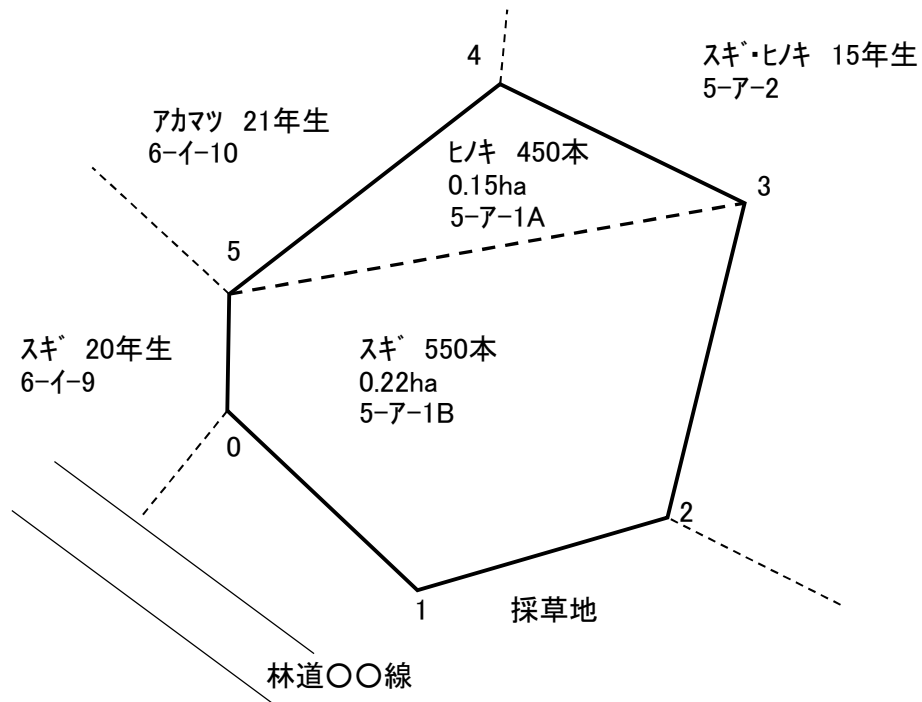 4
スギ・ヒノキ 15年生
5-ア-2
アカマツ 21年生
6-イ-10
ヒノキ 450本
0.15ha
5-ア-1A
3
5
スギ 20年生
6-イ-9
スギ 550本
0.22ha
5-ア-1B
0
2
1
採草地
林道〇〇線